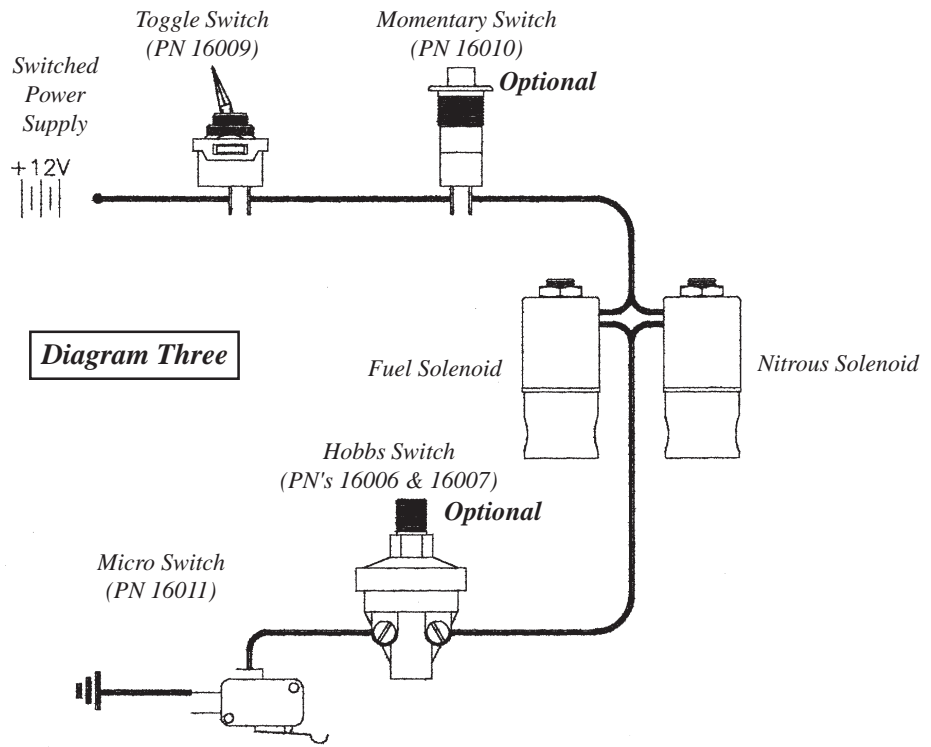 Toggle Switch
(PN 16009)
Momentary Switch
(PN 16010)
Optional
Switched
Power
Supply
+12V
Diagram Three
Fuel Solenoid
Nitrous Solenoid
Hobbs Switch
(PN's 16006 & 16007)
Optional
Micro Switch
(PN 16011)